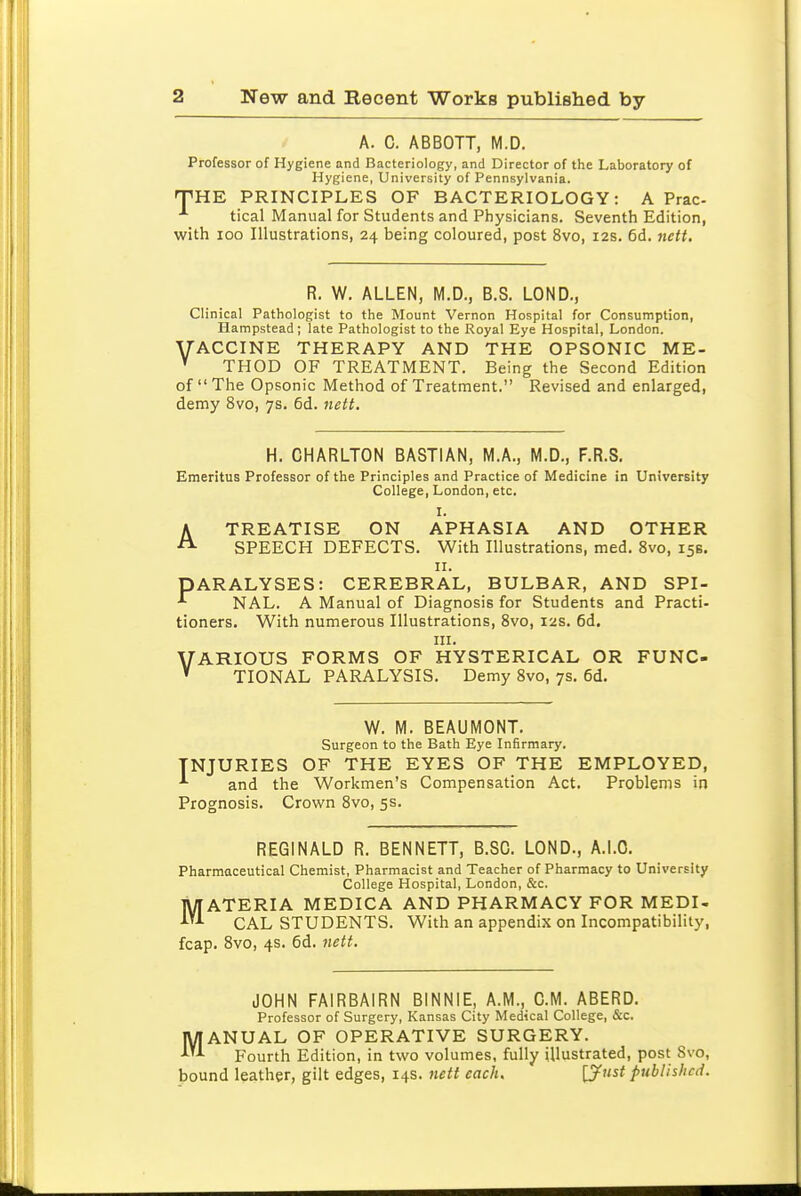 2 New and Recent Works published by
A. C. ABBOTT, M.D.
Professor of Hygiene and Bacteriology, and Director of the Laboratory of
Hygiene, University of Pennsylvania.
THE PRINCIPLES OF BACTERIOLOGY: A Prac-
tical Manual for Students and Physicians. Seventh Edition,
with 100 Illustrations, 24 being coloured, post 8vo, 12s. 6d. nett.
R. W. ALLEN, M.D., B.S. LOND.,
Clinical Pathologist to the Mount Vernon Hospital for Consumption,
Hampstead; late Pathologist to the Royal Eye Hospital, London.
VACCINE THERAPY AND THE OPSONIC ME-
THOD OF TREATMENT. Being the Second Edition
of "The Opsonic Method of Treatment." Revised and enlarged,
demy 8vo, 7s. 6d. nett.
H. CHARLTON BASTIAN, M.A., M.D., F.R.S.
Emeritus Professor of the Principles and Practice of Medicine in University
College, London, etc.
I.
A TREATISE ON APHASIA AND OTHER
SPEECH DEFECTS. With Illustrations, med. 8vo, 15s.
II.
PARALYSES: CEREBRAL, BULBAR, AND SPI-
NAL. A Manual of Diagnosis for Students and Practi-
tioners. With numerous Illustrations, 8vo, 12s. 6d.
III.
VARIOUS FORMS OF HYSTERICAL OR FUNC-
TIONAL PARALYSIS. Demy 8vo, 7s. 6d.
W. M. BEAUMONT.
Surgeon to the Bath Eye Infirmary.
INJURIES OF THE EYES OF THE EMPLOYED,
and the Workmen's Compensation Act. Problems in
Prognosis. Crown 8vo, 5s.
REGINALD R. BENNETT, B.SC. LOND., A.I.C.
Pharmaceutical Chemist, Pharmacist and Teacher of Pharmacy to University
College Hospital, London, &c.
MATERIA MEDICA AND PHARMACY FOR MEDI-
CAL STUDENTS. With an appendix on Incompatibility,
fcap. 8vo, 4s. 6d. nett.
JOHN FAIRBAIRN BINNIE, A.M., C.M. ABERD.
Professor of Surgery, Kansas City Medical College, &c.
MANUAL OF OPERATIVE SURGERY.
Fourth Edition, in two volumes, fully illustrated, post 8vo,
bound leather, gilt edges, 14s. nett each. [Just published.